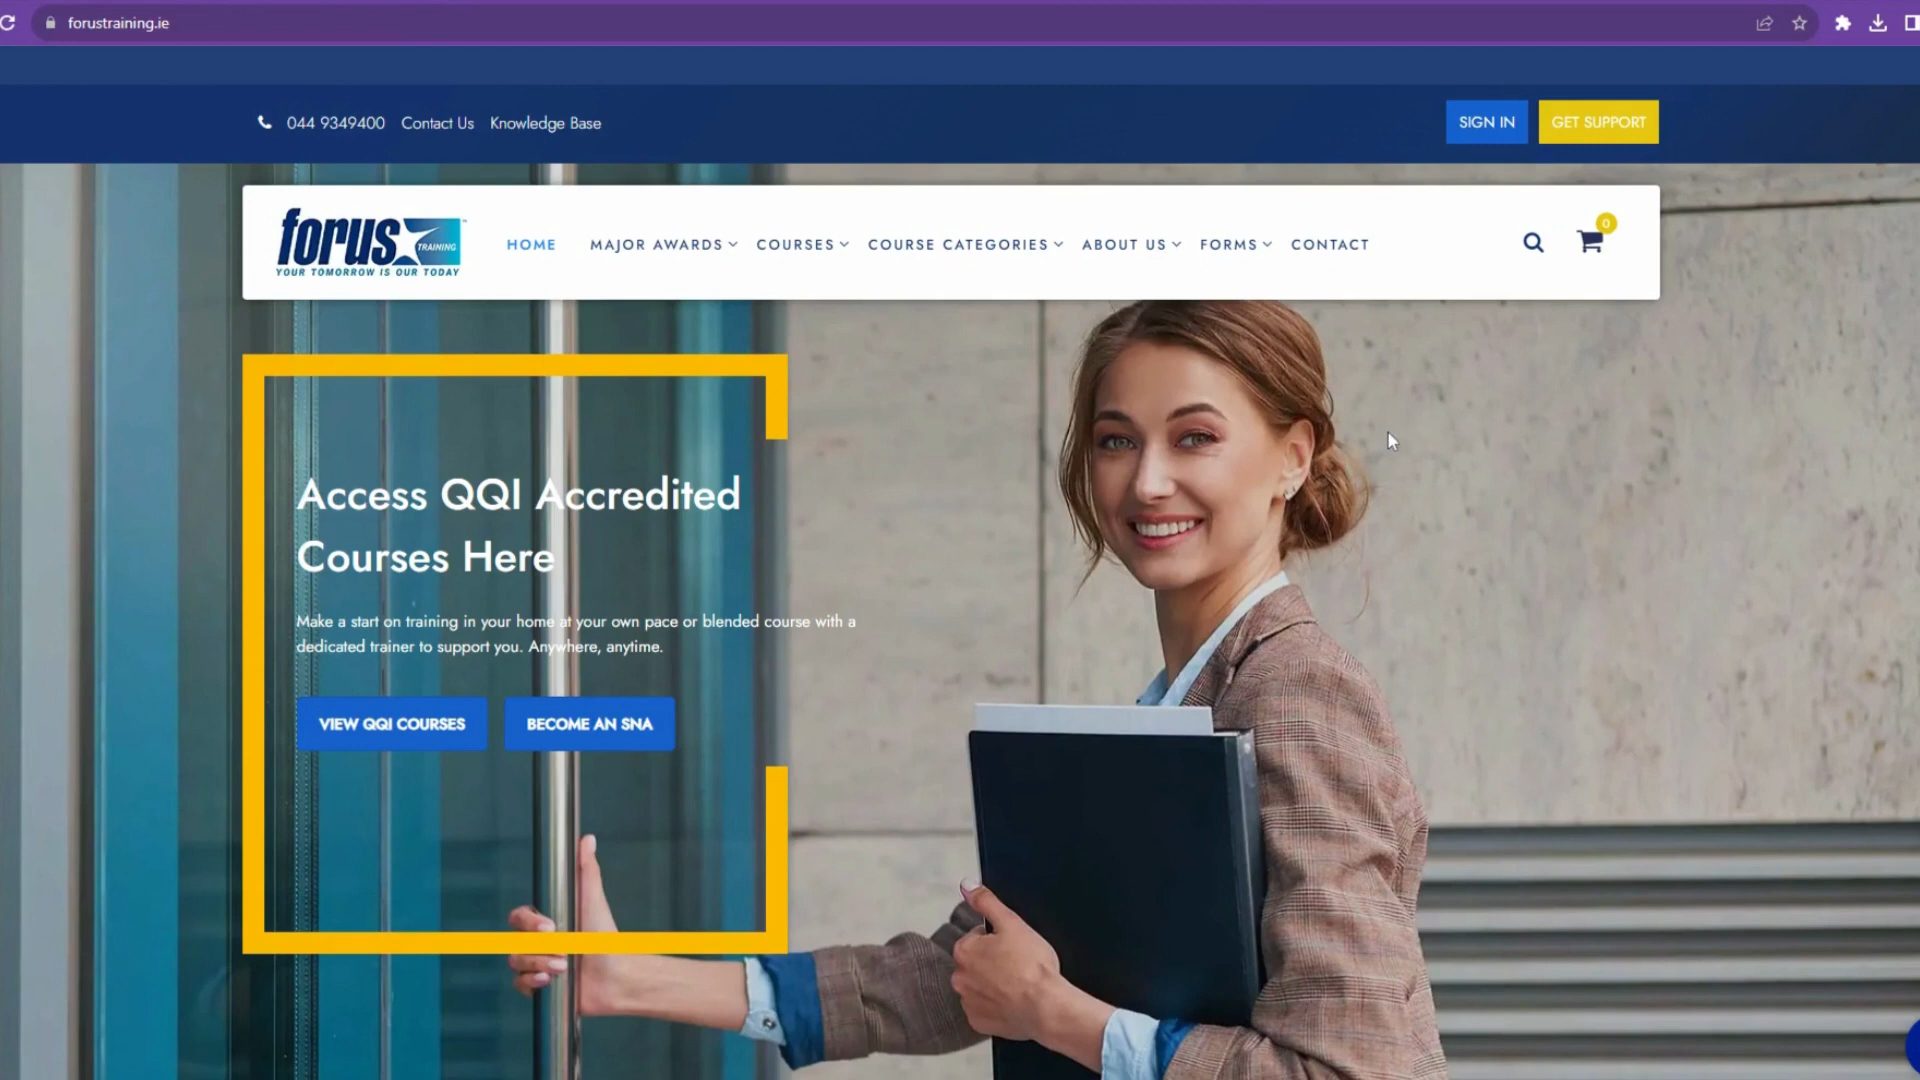 forustraining.ie
044 9349400 Contact Us Knowledge Base
SIGN IN GET SUPPORT
forus TRAINING ™
YOUR TOMORROW IS OUR TODAY
HOME MAJOR AWARDS COURSES COURSE CATEGORIES ABOUT US FORMS CONTACT
0
Access QQI Accredited
Courses Here
Make a start on training in your home at your own pace or blended course with a
dedicated trainer to support you. Anywhere, anytime.
VIEW QQI COURSES BECOME AN SNA